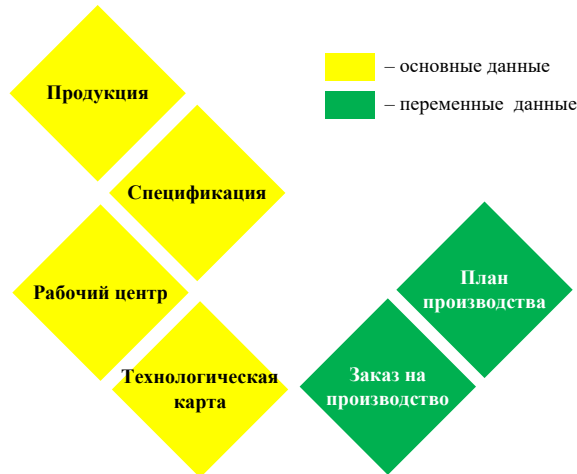 Продукция
– основные данные
– переменные данные
Спецификация
Рабочий центр
План
производства
Технологическая
карта
Заказ на
производство